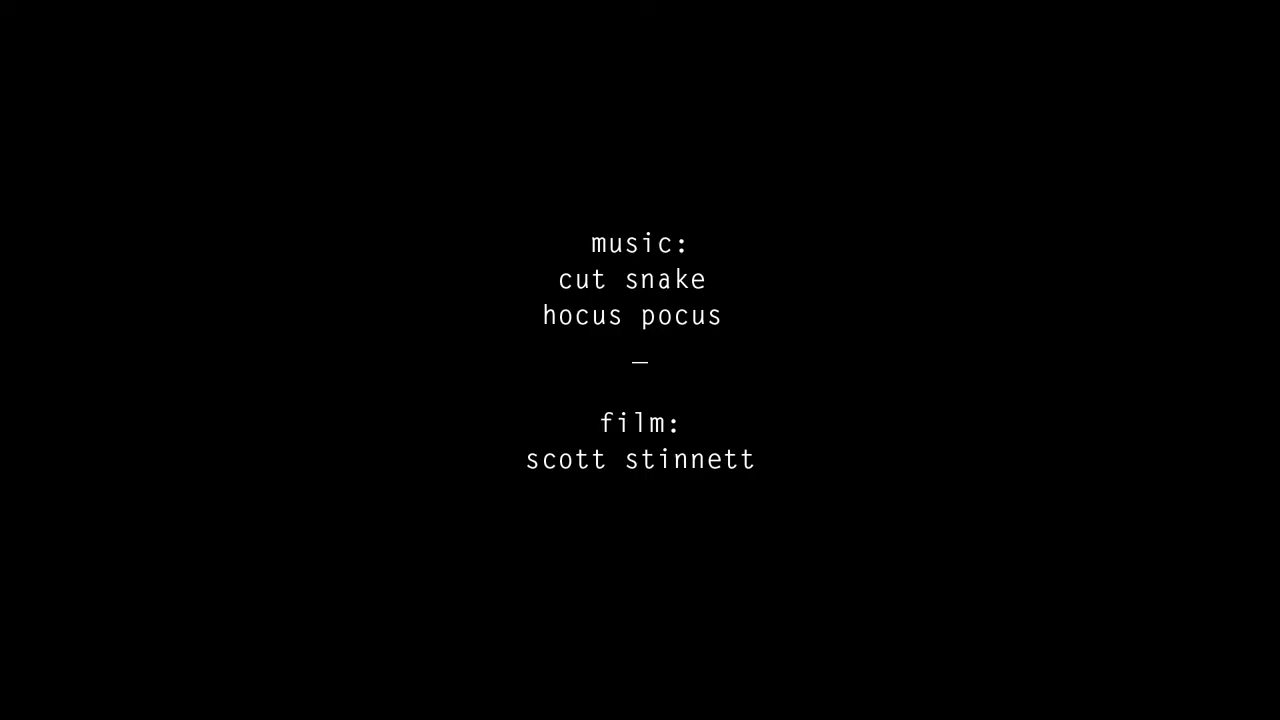 music:
cut snake
hocus pocus
—
film:
scott stinnett